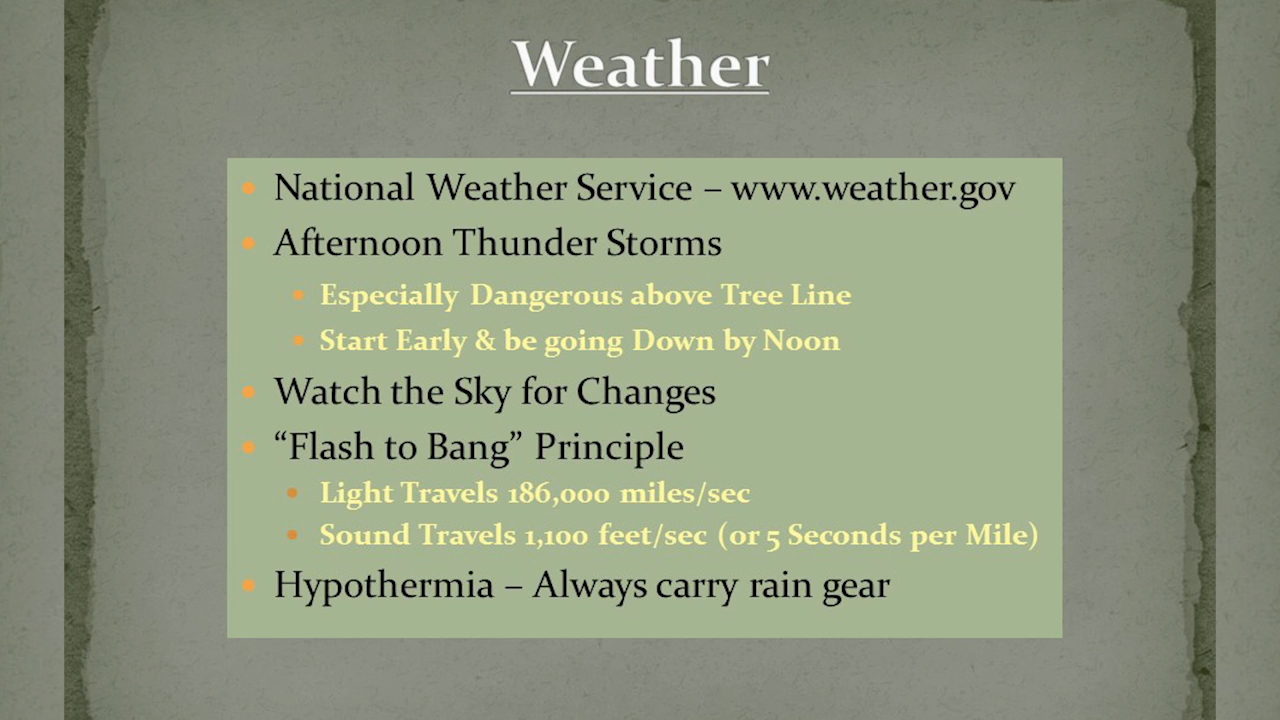 Weather
National Weather Service – www.weather.gov
Afternoon Thunder Storms
Especially Dangerous above Tree Line
Start Early & be going Down by Noon
Watch the Sky for Changes
“Flash to Bang” Principle
Light Travels 186,000 miles/sec
Sound Travels 1,100 feet/sec (or 5 Seconds per Mile)
Hypothermia – Always carry rain gear